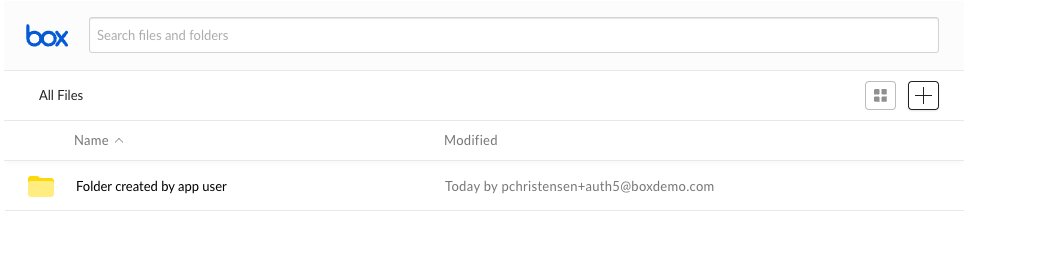 box
Search files and folders
All Files
Name Modified
Folder created by app user Today by pchristensen+auth5@boxdemo.com